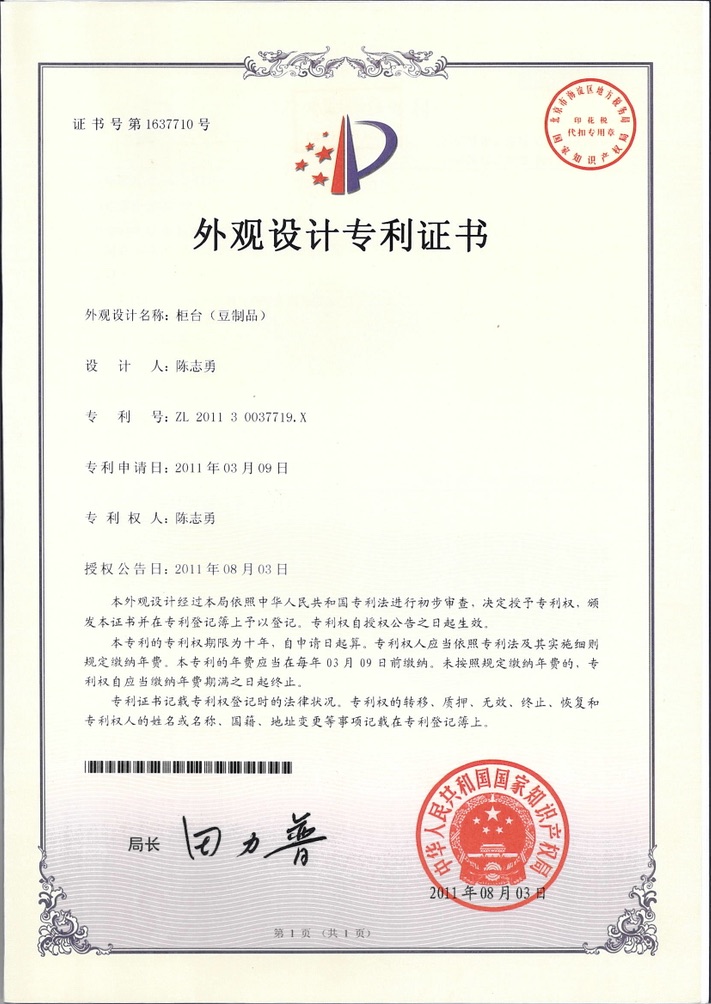 证书号第1637710号
北京市海淀区地方税务局
印花税
代扣专用章
国家知识产权局
外观设计专利证书
外观设计名称：柜台（豆制品）
设计人：陈志勇
专利号：ZL 2011 3 0037719.X
专利申请日：2011年03月09日
专利权人：陈志勇
授权公告日：2011年08月03日
本外观设计经过本局依照中华人民共和国专利法进行初步审查，决定授予专利权，颁
发本证书并在专利登记簿上予以登记。专利权自授权公告之日起生效。
本专利的专利权期限为十年，自申请日起算。专利权人应当依照专利法及其实施细则
规定缴纳年费。本专利的年费应当在每年03月09日前缴纳。未按照规定缴纳年费的，专
利权自应当缴纳年费期满之日起终止。
专利证书记载专利权登记时的法律状况。专利权的转移、质押、无效、终止、恢复和
专利权人的姓名或名称、国籍、地址变更等事项记载在专利登记簿上。
局长 田力普
中华人民共和国国家知识产权局
2011年08月03日
第1页（共1页）